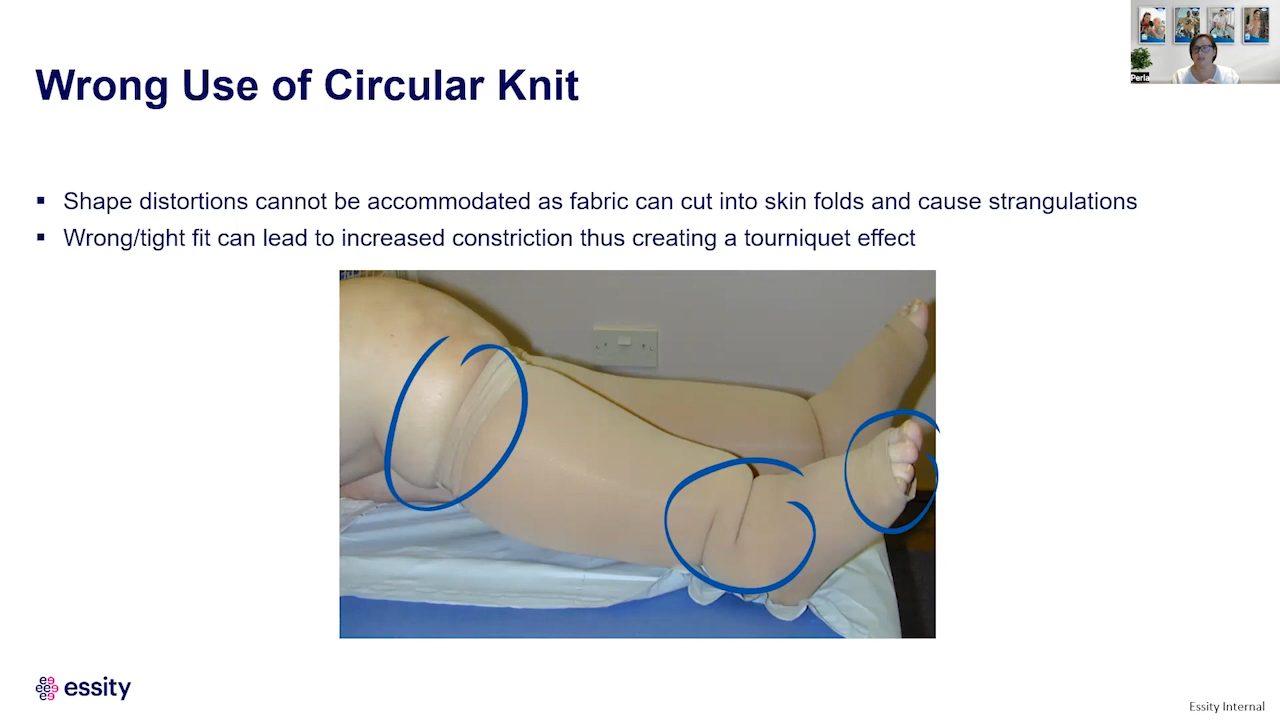 Perla
Wrong Use of Circular Knit
▪ Shape distortions cannot be accommodated as fabric can cut into skin folds and cause strangulations
▪ Wrong/tight fit can lead to increased constriction thus creating a tourniquet effect
essity
Essity Internal